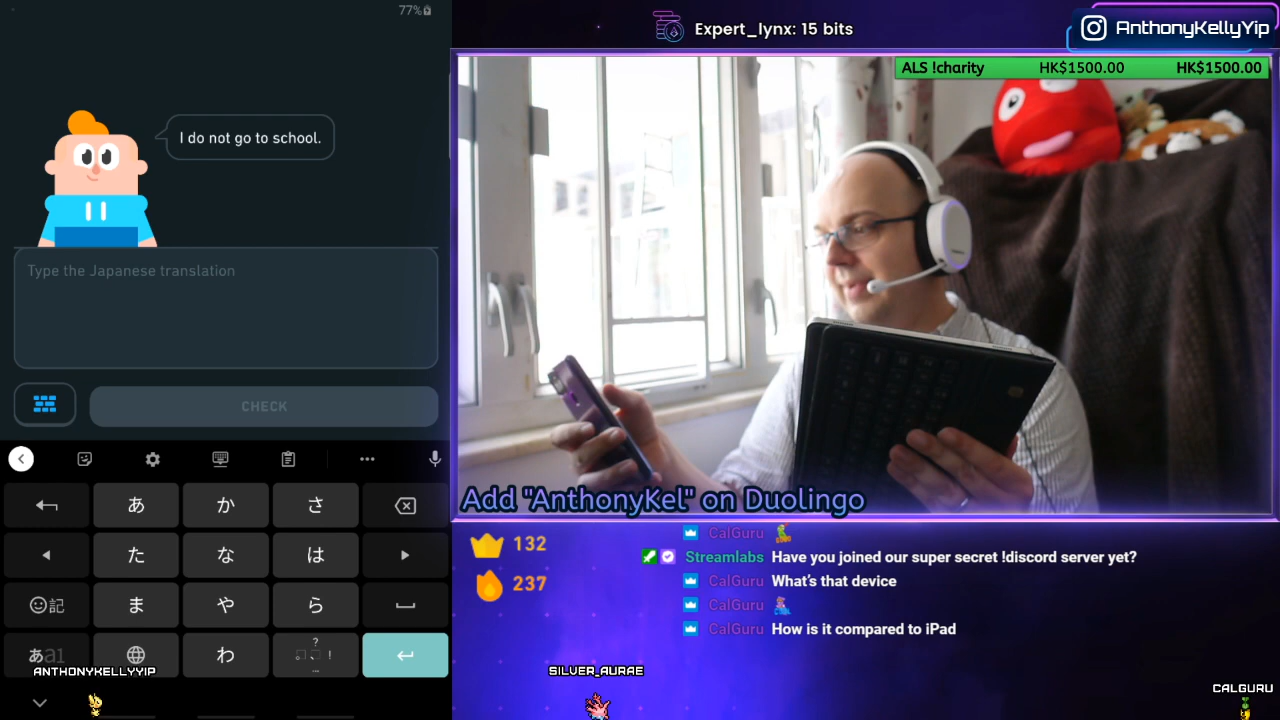 77%
I do not go to school.
Type the Japanese translation
CHECK
あ
か
さ
た
な
は
ま
や
ら
記
あa1
わ
?
!
ANTHONYKELLYYIP
Expert_lynx: 15 bits
AnthonyKellyYip
ALS !charity HK$1500.00 HK$1500.00
Add "AnthonyKel" on Duolingo
132
237
CalGuru
Streamlabs Have you joined our super secret !discord server yet?
CalGuru What's that device
CalGuru
CalGuru How is it compared to iPad
SILVER_AURAE
CALGURU